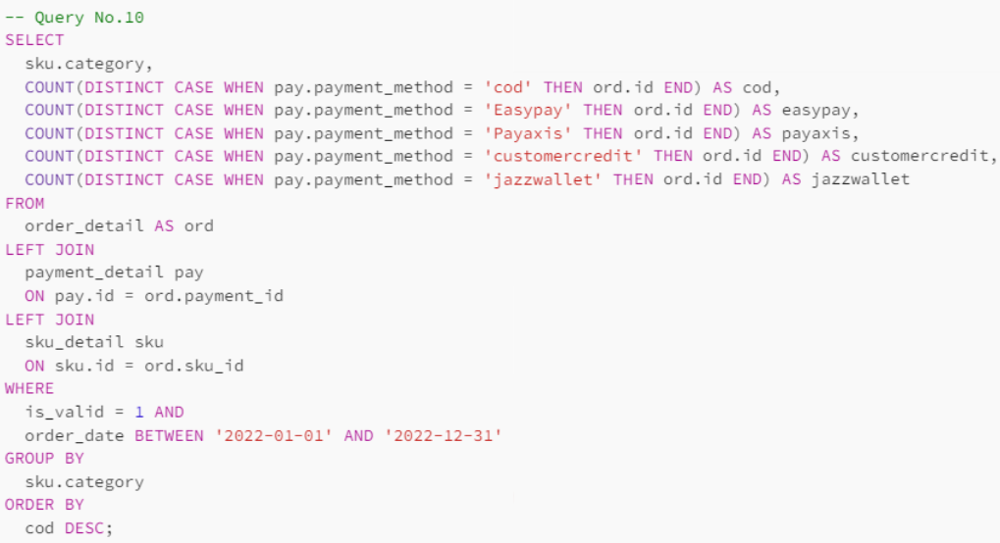 -- Query No.10
SELECT
  sku.category,
  COUNT(DISTINCT CASE WHEN pay.payment_method = 'cod' THEN ord.id END) AS cod,
  COUNT(DISTINCT CASE WHEN pay.payment_method = 'Easypay' THEN ord.id END) AS easypay,
  COUNT(DISTINCT CASE WHEN pay.payment_method = 'Payaxis' THEN ord.id END) AS payaxis,
  COUNT(DISTINCT CASE WHEN pay.payment_method = 'customercredit' THEN ord.id END) AS customercredit,
  COUNT(DISTINCT CASE WHEN pay.payment_method = 'jazzwallet' THEN ord.id END) AS jazzwallet
FROM
  order_detail AS ord
LEFT JOIN
  payment_detail pay
  ON pay.id = ord.payment_id
LEFT JOIN
  sku_detail sku
  ON sku.id = ord.sku_id
WHERE
  is_valid = 1 AND
  order_date BETWEEN '2022-01-01' AND '2022-12-31'
GROUP BY
  sku.category
ORDER BY
  cod DESC;